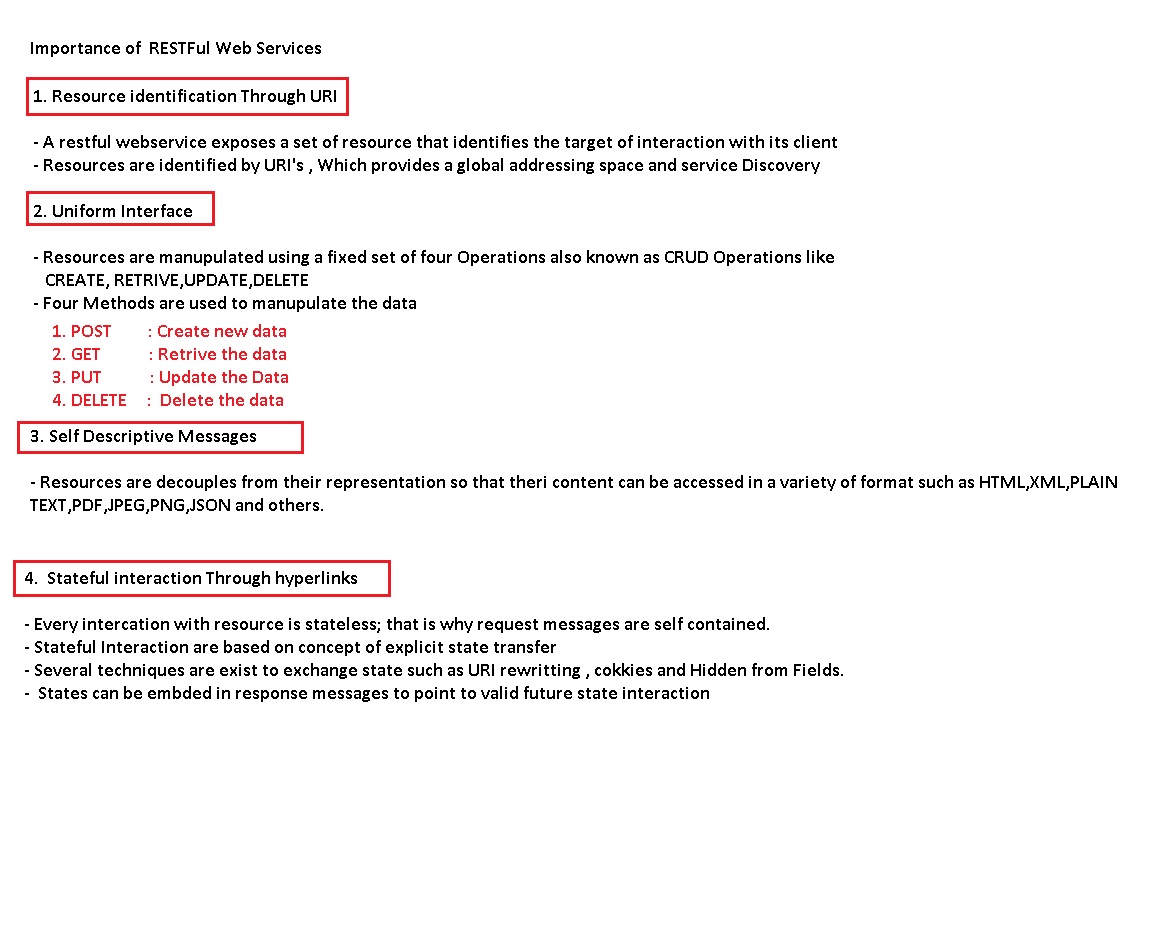 Importance of RESTFul Web Services
1. Resource identification Through URI
- A restful webservice exposes a set of resource that identifies the target of interaction with its client
- Resources are identified by URI's , Which provides a global addressing space and service Discovery
2. Uniform Interface
- Resources are manupulated using a fixed set of four Operations also known as CRUD Operations like
CREATE, RETRIVE,UPDATE,DELETE
- Four Methods are used to manupulate the data
1. POST : Create new data
2. GET : Retrive the data
3. PUT : Update the Data
4. DELETE : Delete the data
3. Self Descriptive Messages
- Resources are decouples from their representation so that theri content can be accessed in a variety of format such as HTML,XML,PLAIN
TEXT,PDF,JPEG,PNG,JSON and others.
4. Stateful interaction Through hyperlinks
- Every intercation with resource is stateless; that is why request messages are self contained.
- Stateful Interaction are based on concept of explicit state transfer
- Several techniques are exist to exchange state such as URI rewritting , cokkies and Hidden from Fields.
- States can be embded in response messages to point to valid future state interaction